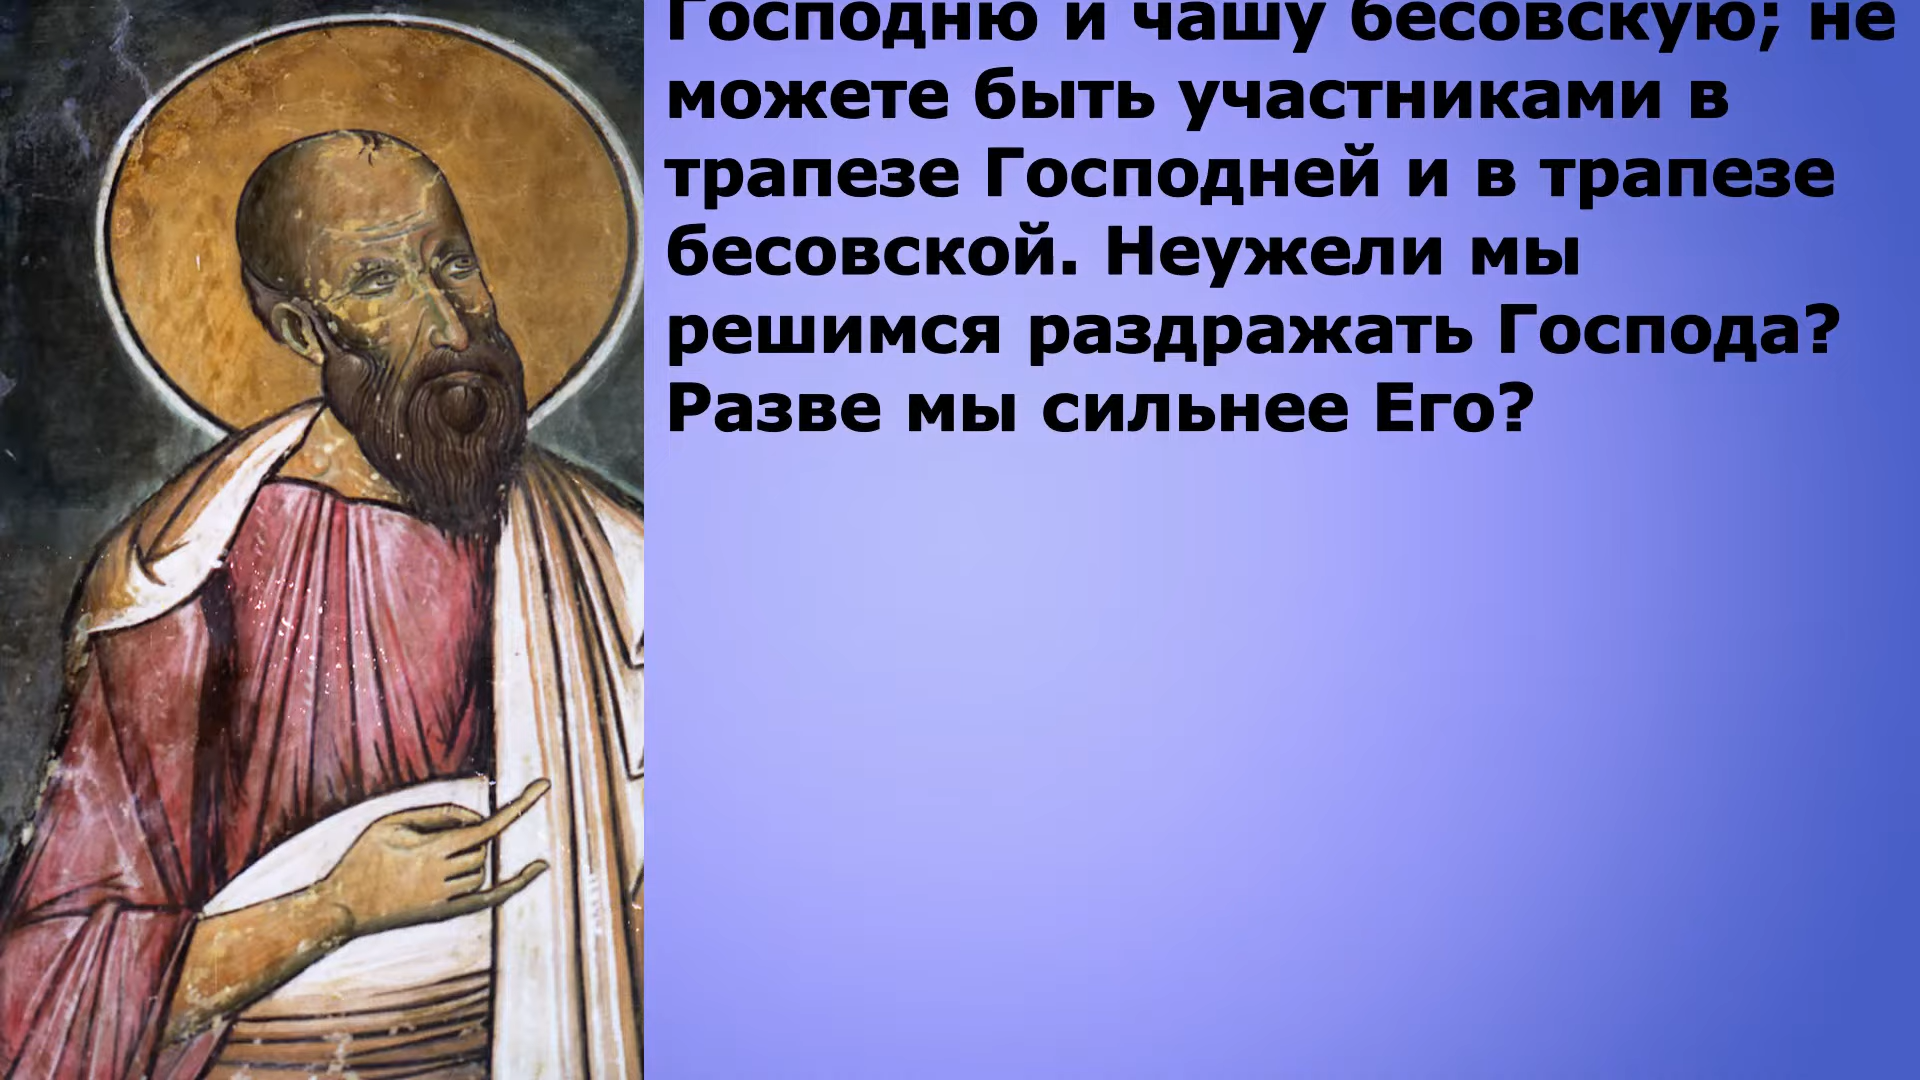 Господню и чашу бесовскую; не
можете быть участниками в
трапезе Господней и в трапезе
бесовской. Неужели мы
решимся раздражать Господа?
Разве мы сильнее Его?